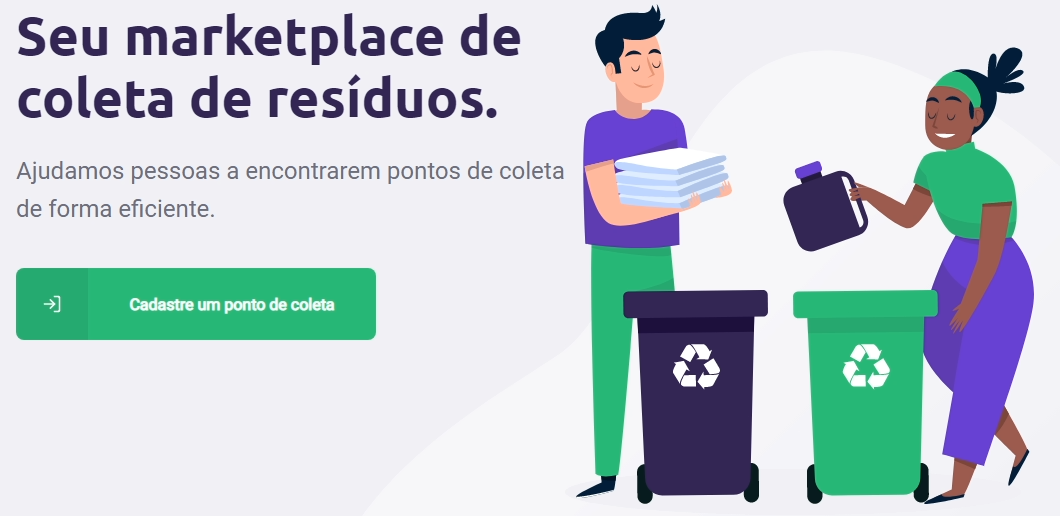 Seu marketplace de
coleta de resíduos.
Ajudamos pessoas a encontrarem pontos de coleta
de forma eficiente.
Cadastre um ponto de coleta